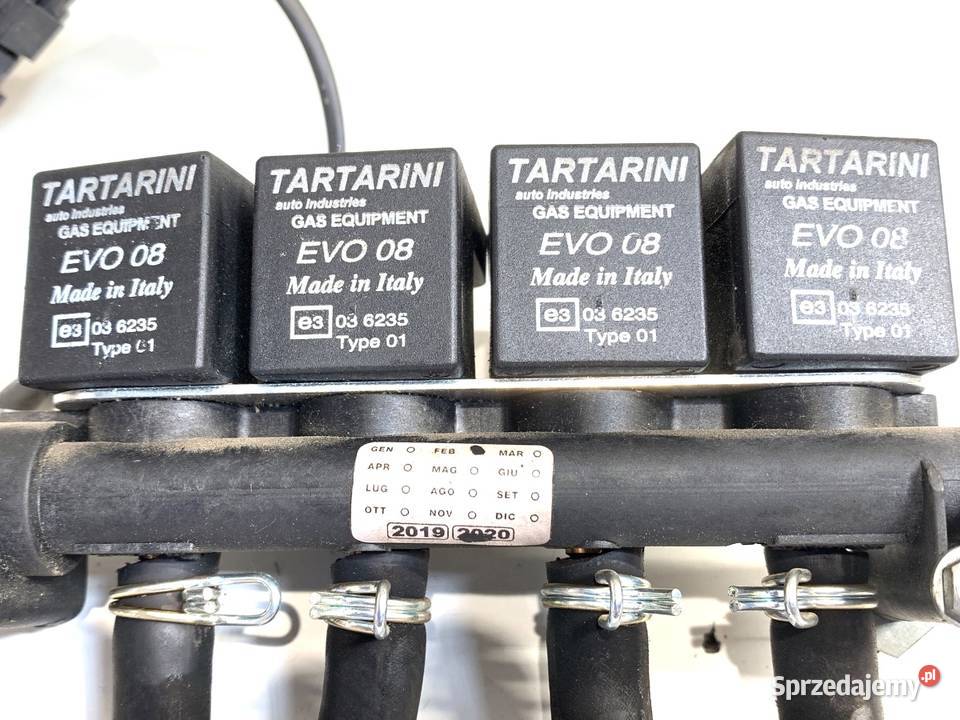 TARTARINI
auto industries
GAS EQUIPMENT
EVO 08
Made in Italy
e3 03 6235
Type 01
TARTARINI
auto industries
GAS EQUIPMENT
EVO 08
Made in Italy
e3 03 6235
Type 01
TARTARINI
auto industries
GAS EQUIPMENT
EVO 08
Made in Italy
e3 03 6235
Type 01
TARTARINI
auto industries
GAS EQUIPMENT
EVO 08
Made in Italy
e3 03 6235
Type 01
GEN FEB MAR
APR MAG GIU
LUG AGO SET
OTT NOV DIC
2019 2020
Sprzedajemy.pl